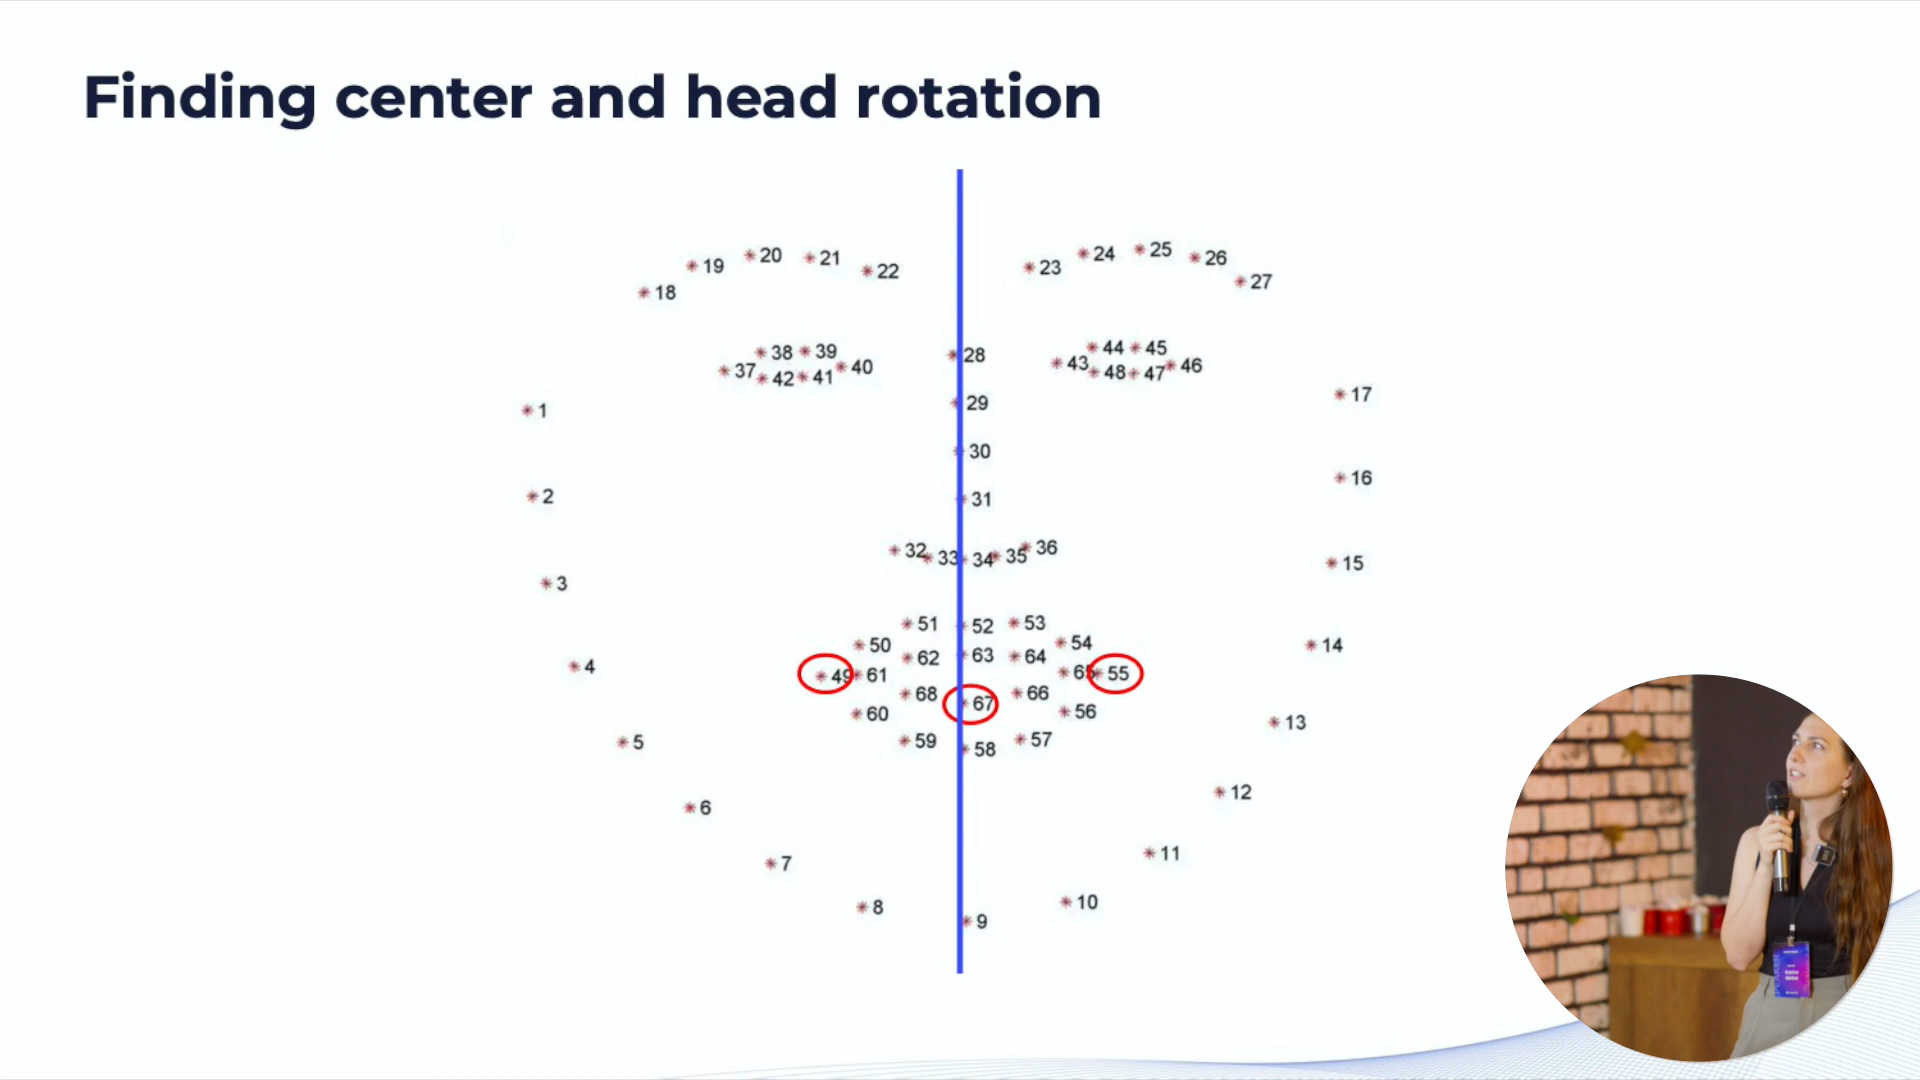 Finding center and head rotation
19 20 21 22 23 24 25 26 27
18
38 39 28 44 45
37 42 41 40 43 48 47 46
1 29 17
30
2 31 16
32 33 34 35 36
3 15
51 52 53
50 54
62 63 64
4 49 61 65 55 14
68 67 66
60 56
5 59 58 57 13
6 12
7 11
8 9 10